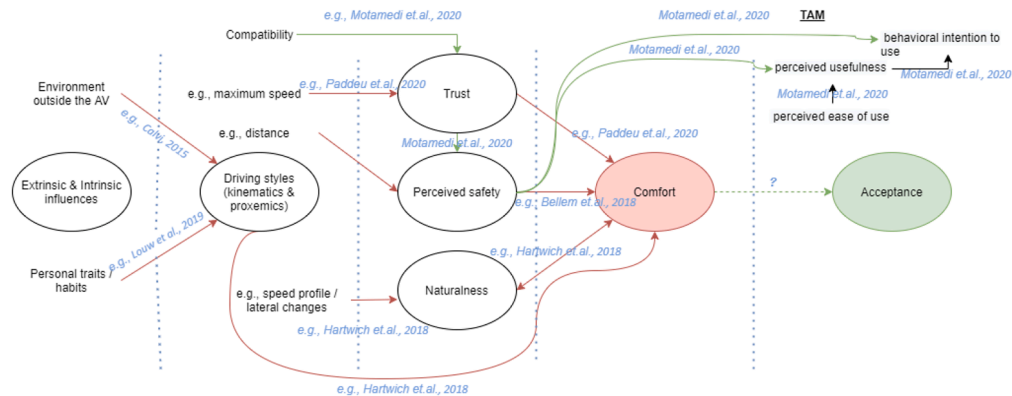 e.g., Motamedi et.al., 2020
Motamedi et.al., 2020
TAM
Compatibility
behavioral intention to
use
Motamedi et.al., 2020
perceived usefulness
Motamedi et.al., 2020
Environment
outside the AV
e.g., maximum speed
e.g., Paddeu et.al., 2020
Trust
Motamedi et.al., 2020
perceived ease of use
e.g., Calvi, 2015
e.g., distance
Motamedi et.al., 2020
e.g., Paddeu et.al., 2020
Extrinsic & Intrinsic
influences
Driving styles
(kinematics &
proxemics)
Perceived safety
Comfort
?
Acceptance
e.g., Bellem et.al., 2018
e.g., Louw et al., 2019
e.g., Hartwich et.al., 2018
Personal traits /
habits
e.g., speed profile /
lateral changes
Naturalness
e.g., Hartwich et.al., 2018
e.g., Hartwich et.al., 2018